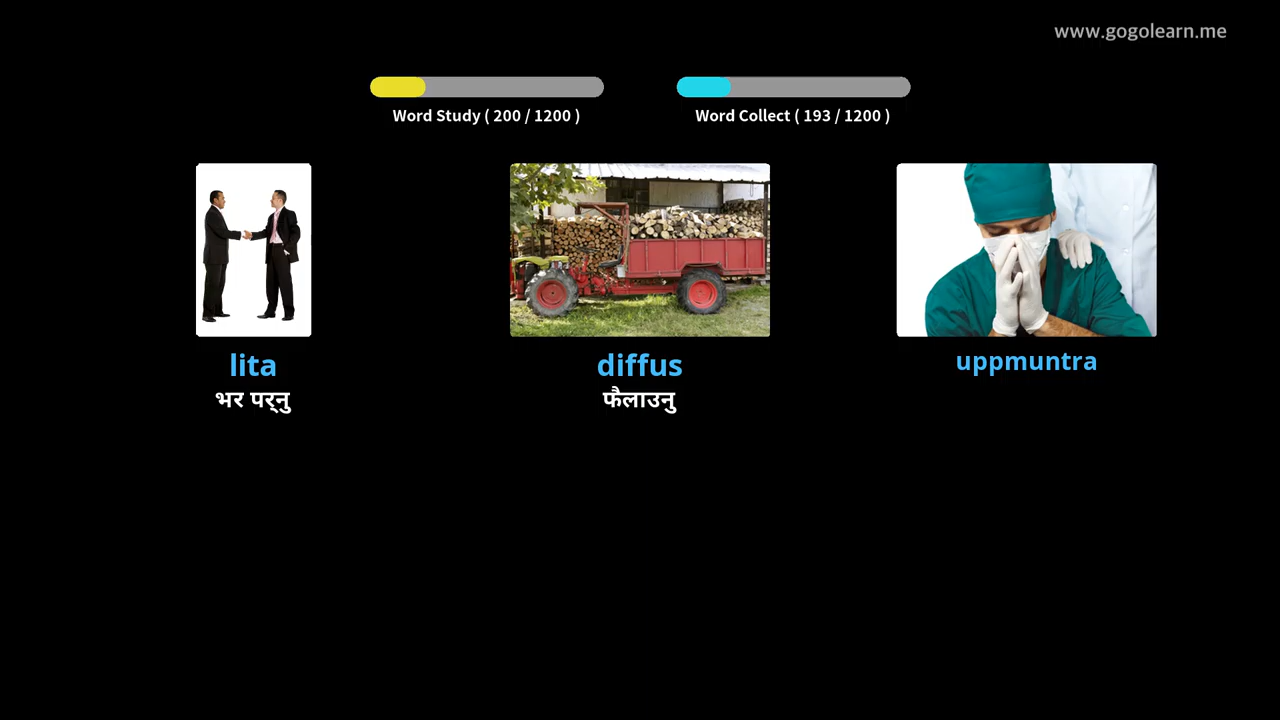 www.gogolearn.me
Word Study ( 200 / 1200 )
Word Collect ( 193 / 1200 )
lita
diffus
uppmuntra
भर पर्‍नु
फैलाउनु